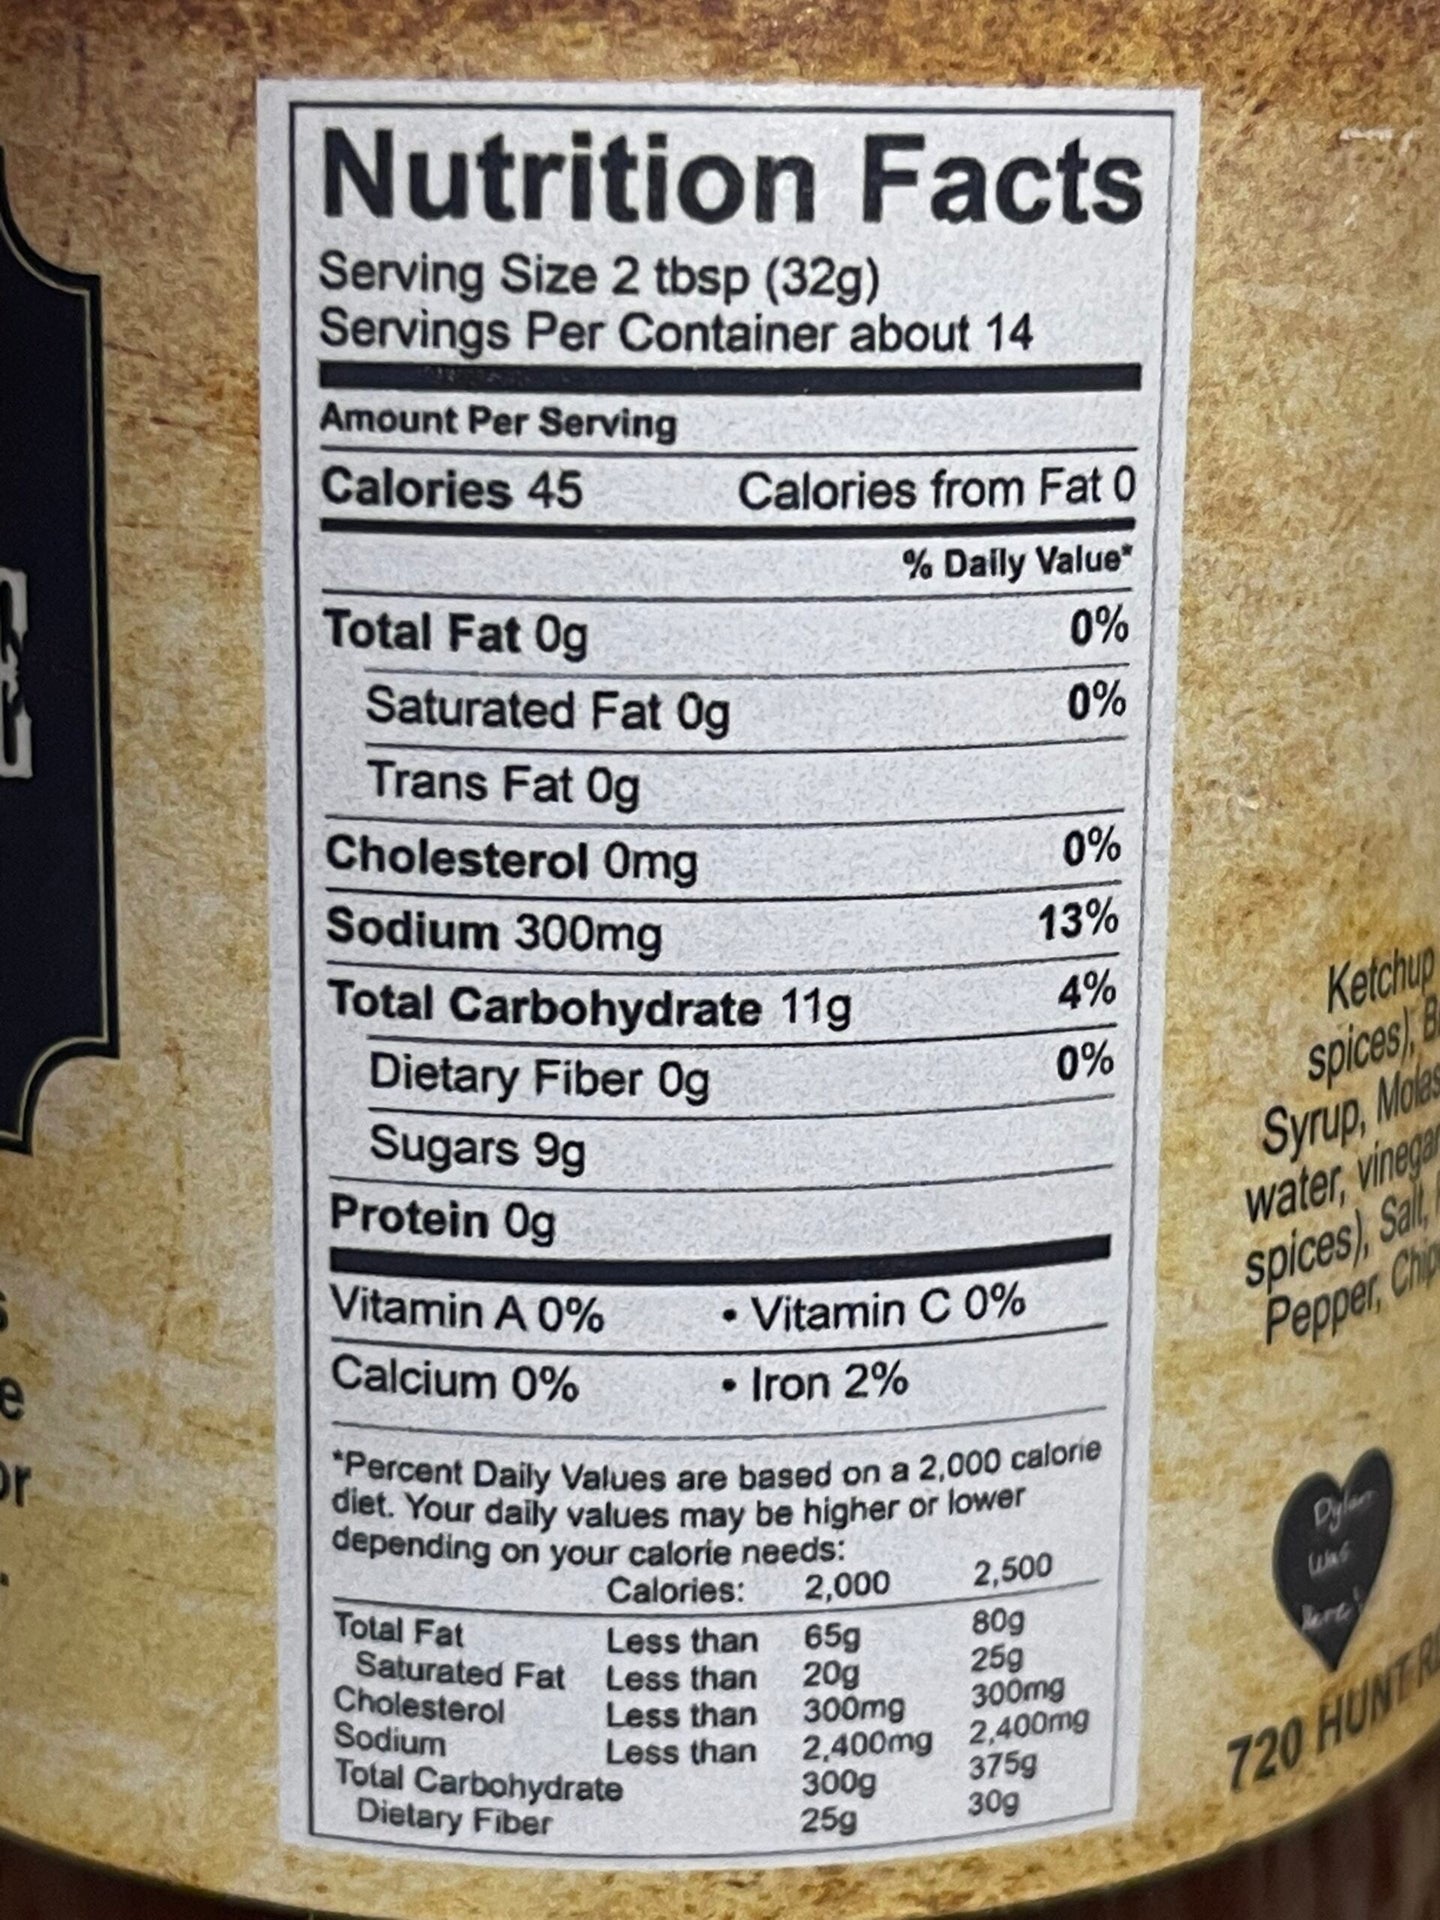 Nutrition Facts
Serving Size 2 tbsp (32g)
Servings Per Container about 14
Amount Per Serving
Calories 45 Calories from Fat 0
% Daily Value*
Total Fat 0g 0%
Saturated Fat 0g 0%
Trans Fat 0g
Cholesterol 0mg 0%
Sodium 300mg 13%
Total Carbohydrate 11g 4%
Dietary Fiber 0g 0%
Sugars 9g
Protein 0g
Vitamin A 0% • Vitamin C 0%
Calcium 0% • Iron 2%
*Percent Daily Values are based on a 2,000 calorie
diet. Your daily values may be higher or lower
depending on your calorie needs:
Calories: 2,000 2,500
Total Fat Less than 65g 80g
Saturated Fat Less than 20g 25g
Cholesterol Less than 300mg 300mg
Sodium Less than 2,400mg 2,400mg
Total Carbohydrate 300g 375g
Dietary Fiber 25g 30g
Ketchup
spices),
Syrup,
water,
spices), Salt,
Pepper,
Dylan
was
here!
720 HUNT
e
or